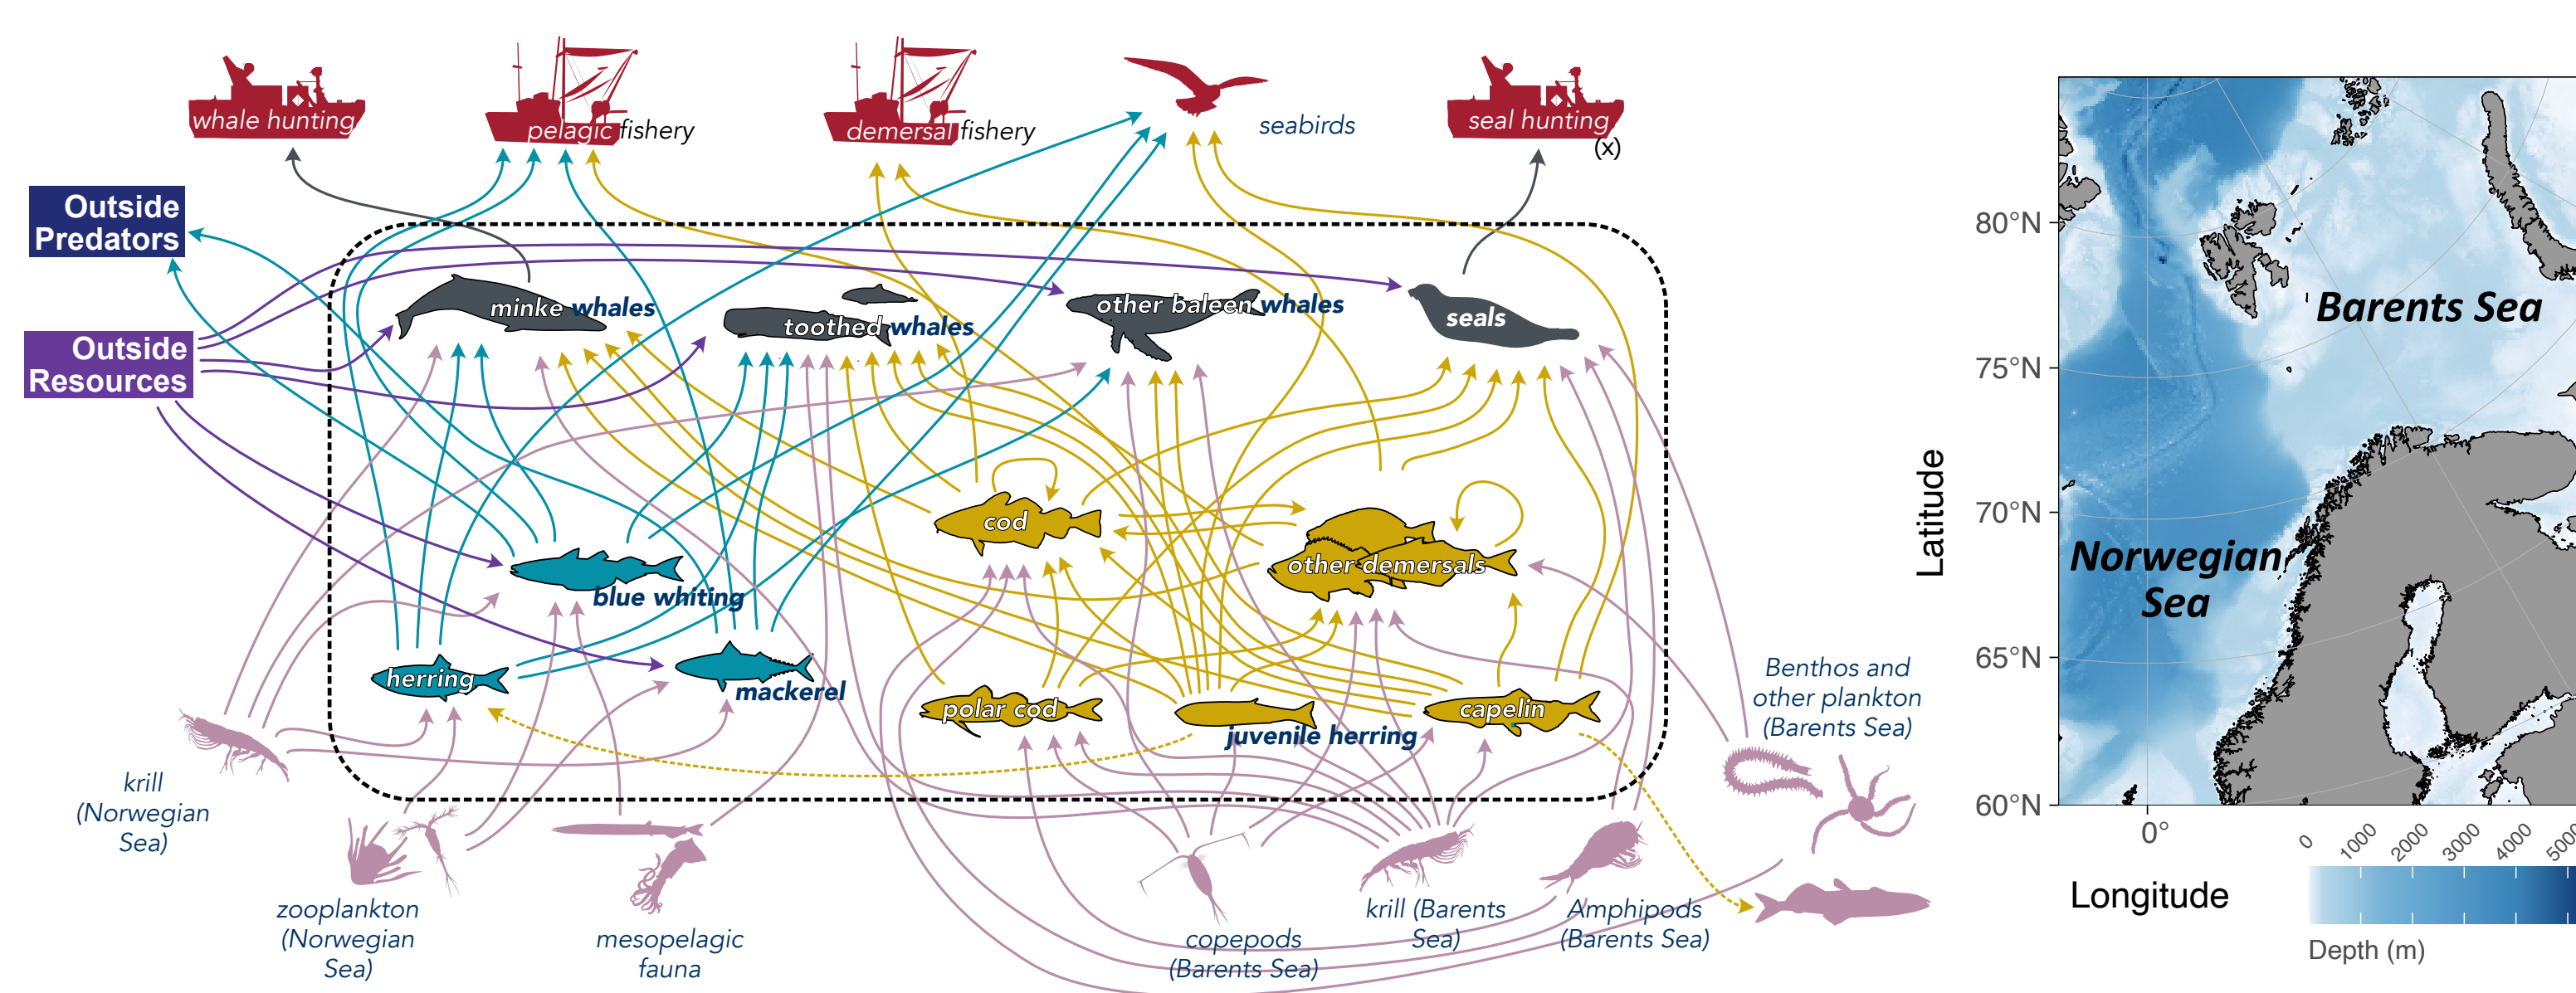 whale hunting
pelagic fishery
demersal fishery
seabirds
seal hunting
(x)
Outside
Predators
Outside
Resources
minke whales
toothed whales
other baleen whales
seals
cod
other demersals
blue whiting
herring
mackerel
polar cod
juvenile herring
capelin
krill
(Norwegian
Sea)
zooplankton
(Norwegian
Sea)
mesopelagic
fauna
copepods
(Barents Sea)
krill (Barents
Sea)
Amphipods
(Barents Sea)
Benthos and
other plankton
(Barents Sea)
Latitude
80°N
75°N
70°N
65°N
60°N
Barents Sea
Norwegian
Sea
0°
Longitude
0
1000
2000
3000
4000
Depth (m)